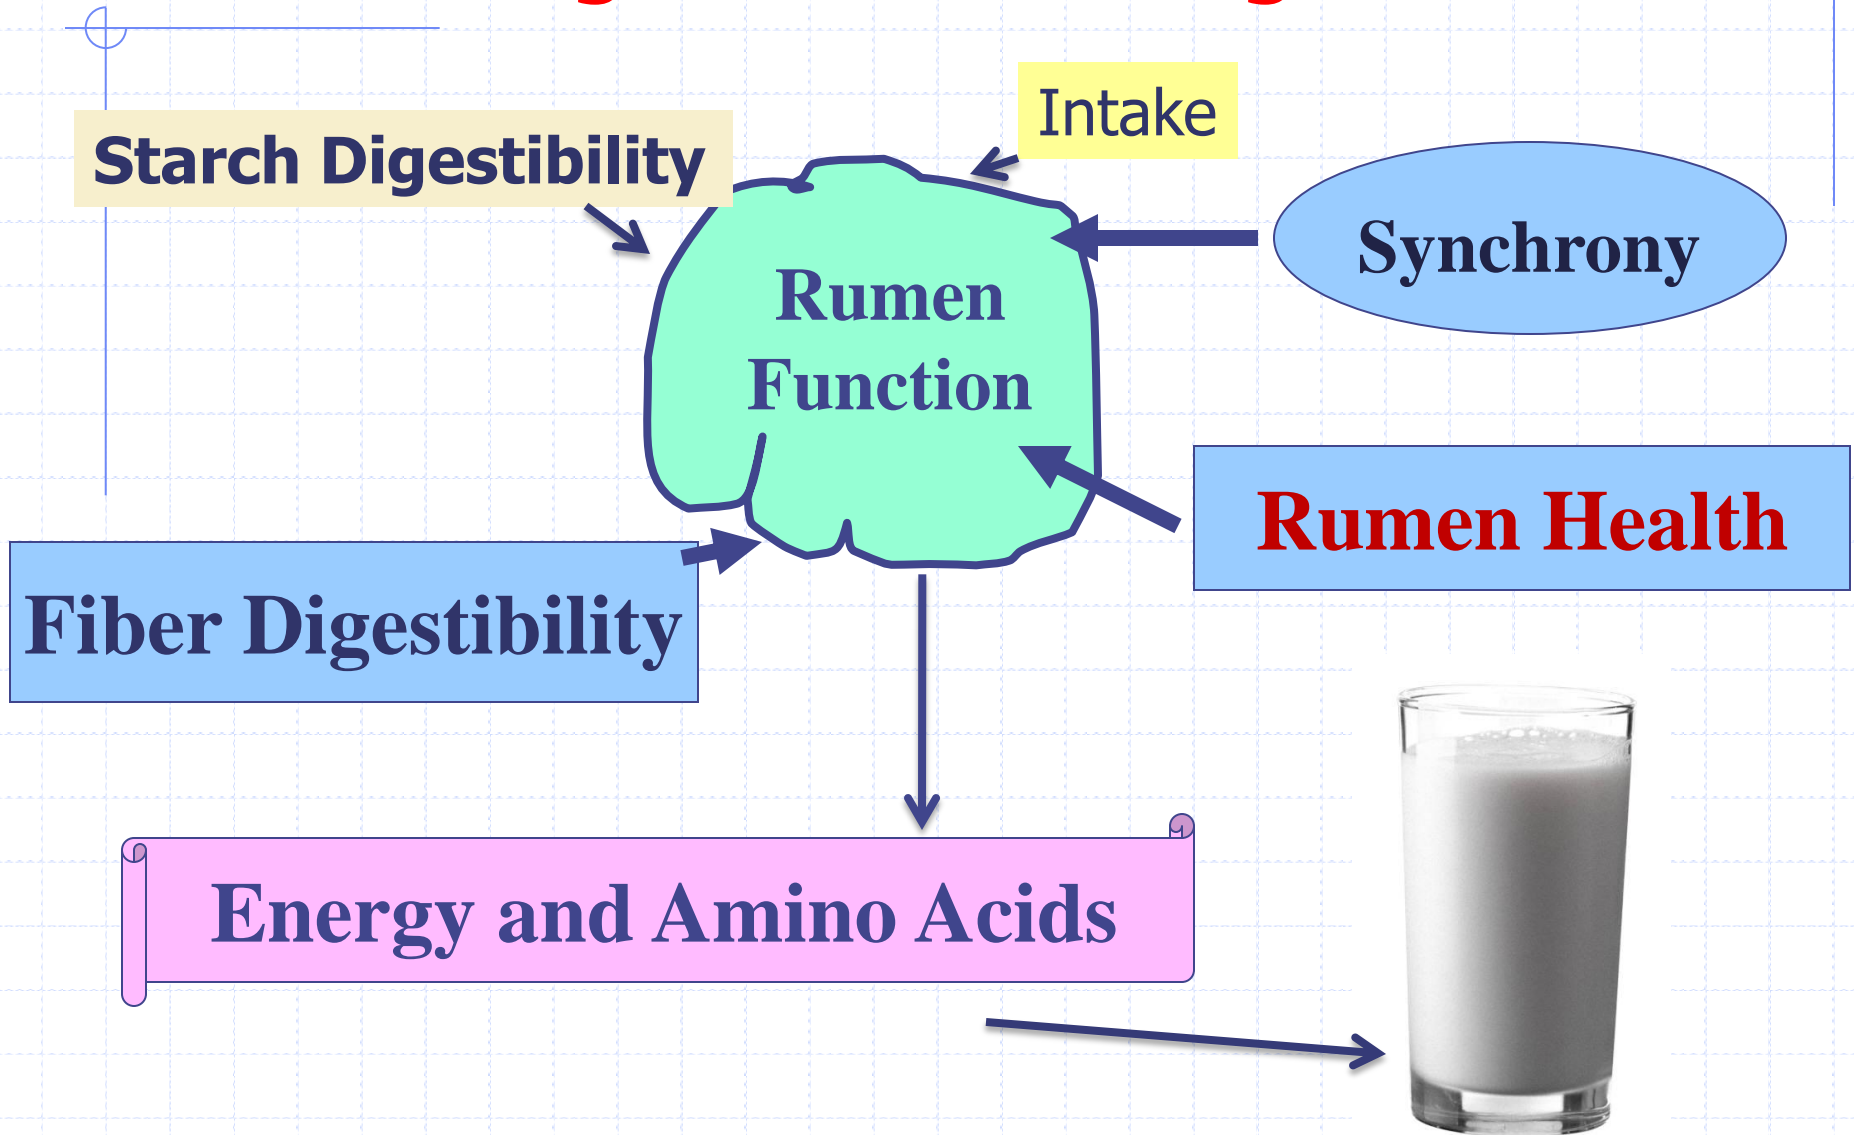 Intake
Starch Digestibility
Synchrony
Rumen
Function
Rumen Health
Fiber Digestibility
Energy and Amino Acids